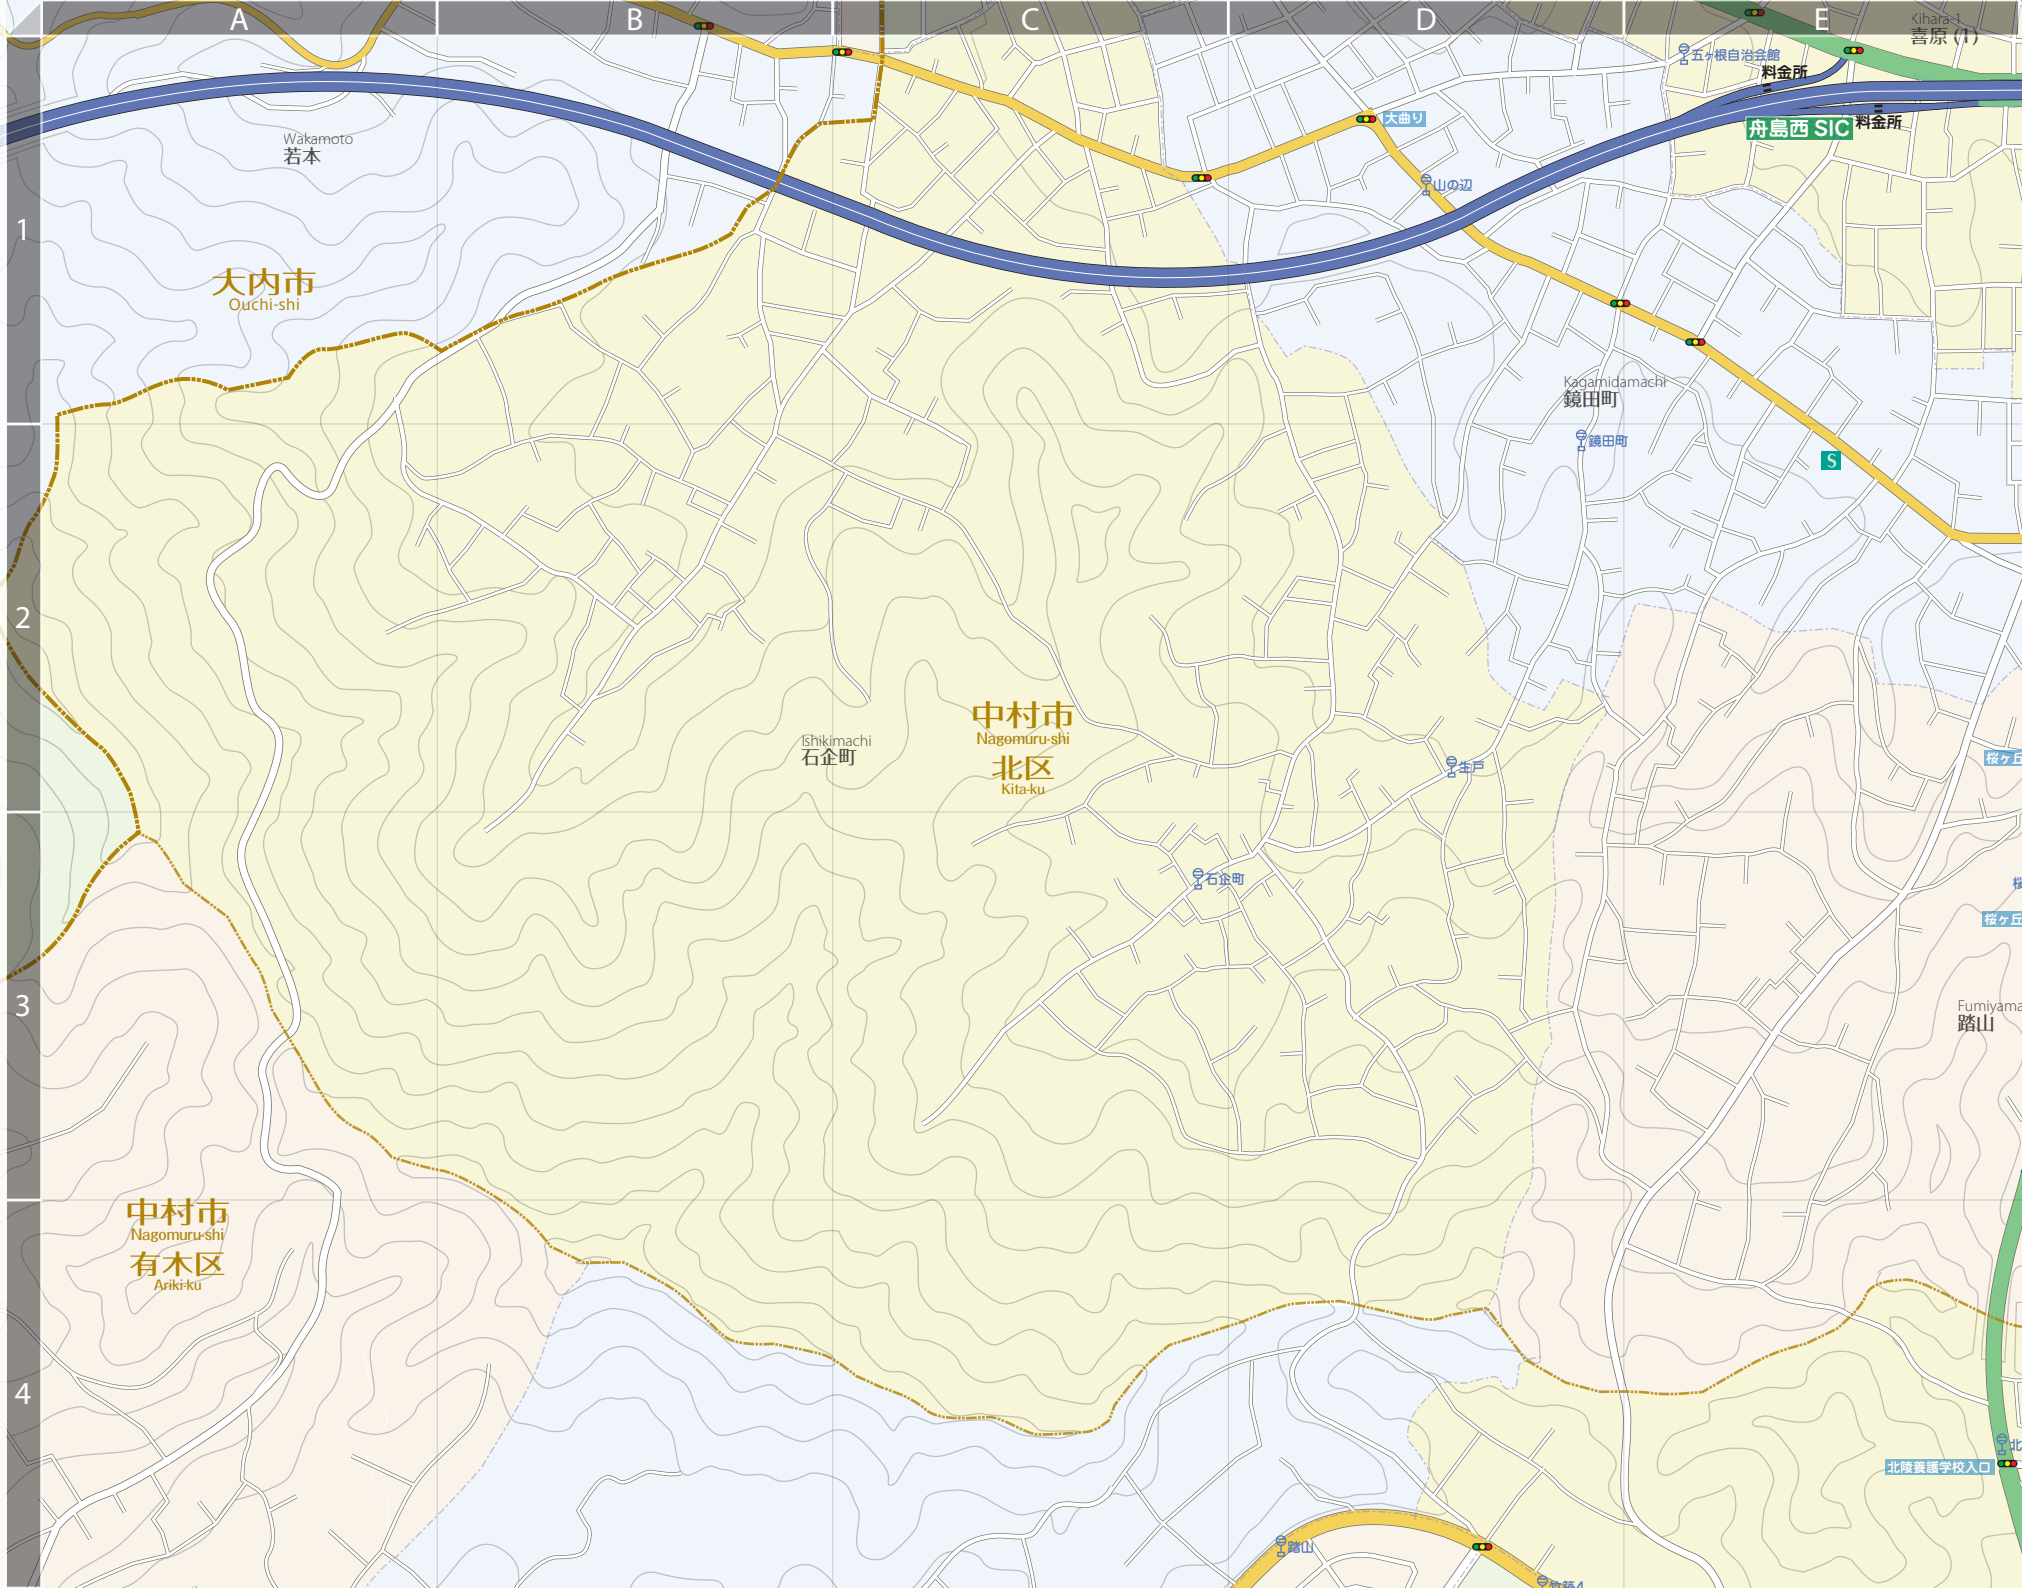 A
B
C
D
E
Kihara-1
喜原 (1)
五ヶ根自治会館
料金所
舟島西 SIC
料金所
大曲り
Wakamoto
若本
山の辺
1
大内市
Ouchi-shi
Kagamidamachi
鏡田町
鏡田町
S
2
中村市
Nagomuru-shi
北区
Kita-ku
Ishikimachi
石企町
生戸
桜ヶ丘
石企町
桜
桜ヶ丘
3
Fumiyama
踏山
中村市
Nagomuru-shi
有木区
Ariki-ku
4
北
北陵養護学校入口
踏山